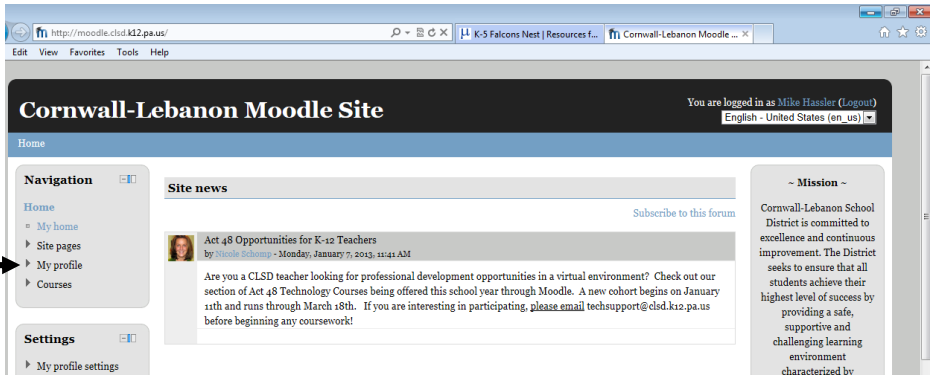 http://moodle.clsd.k12.pa.us/
K-5 Falcons Nest | Resources f...
Cornwall-Lebanon Moodle ...
Edit View Favorites Tools Help
Cornwall-Lebanon Moodle Site
You are logged in as Mike Hassler (Logout)
English - United States (en_us)
Home
Navigation
Home
My home
Site pages
My profile
Courses
Settings
My profile settings
Site news
Subscribe to this forum
Act 48 Opportunities for K-12 Teachers
by Nicole Schomp - Monday, January 7, 2013, 11:41 AM
Are you a CLSD teacher looking for professional development opportunities in a virtual environment? Check out our
section of Act 48 Technology Courses being offered this school year through Moodle. A new cohort begins on January
11th and runs through March 18th. If you are interesting in participating, please email techsupport@clsd.k12.pa.us
before beginning any coursework!
~ Mission ~
Cornwall-Lebanon School
District is committed to
excellence and continuous
improvement. The District
seeks to ensure that all
students achieve their
highest level of success by
providing a safe,
supportive and
challenging learning
environment
characterized by